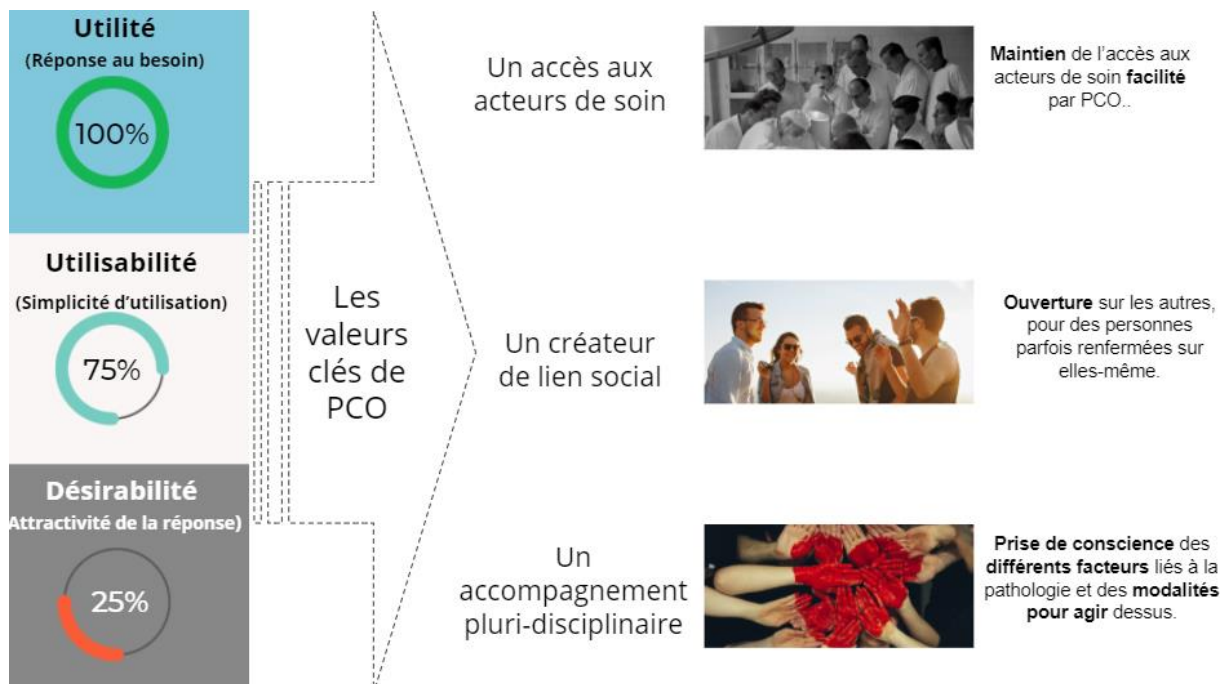 Utilité
(Réponse au besoin)
100%
Utilisabilité
(Simplicité d'utilisation)
75%
Désirabilité
Attractivité de la réponse)
25%
Les
valeurs
clés de
PCO
Un accès aux
acteurs de soin
Maintien de l'accès aux
acteurs de soin facilité
par PCO..
Un créateur
de lien social
Ouverture sur les autres,
pour des personnes
parfois renfermées sur
elles-même.
Un
accompagnement
pluri-disciplinaire
Prise de conscience des
différents facteurs liés à la
pathologie et des modalités
pour agir dessus.